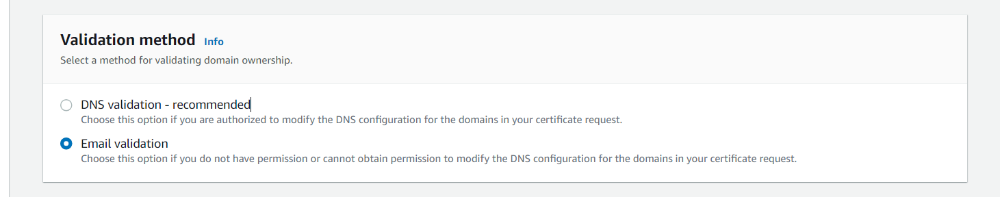 Validation method Info
Select a method for validating domain ownership.
DNS validation - recommended
Choose this option if you are authorized to modify the DNS configuration for the domains in your certificate request.
Email validation
Choose this option if you do not have permission or cannot obtain permission to modify the DNS configuration for the domains in your certificate request.